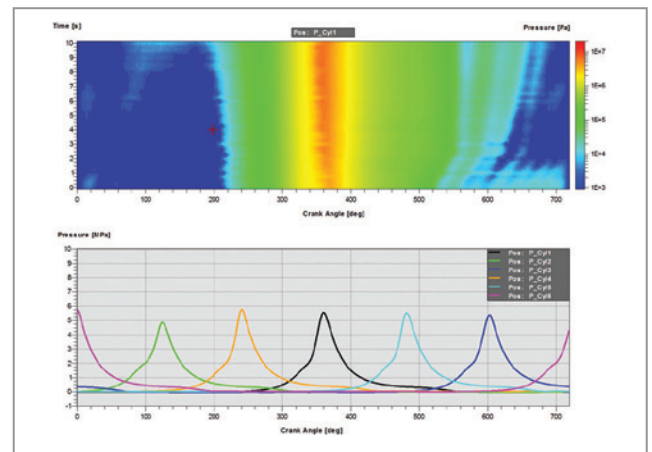 Time [s]
Pos: P_Cyl1
Pressure [Pa]
10
9
8
7
6
5
4
3
2
1
0
1E+7
1E+6
1E+5
1E+4
1E+3
0 100 200 300 400 500 600 700
Crank Angle [deg]
Pressure [MPa]
10
9
8
7
6
5
4
3
2
1
0
-1
Pos: P_Cyl1
Pos: P_Cyl2
Pos: P_Cyl3
Pos: P_Cyl4
Pos: P_Cyl5
Pos: P_Cyl6
0 100 200 300 400 500 600 700
Crank Angle [deg]